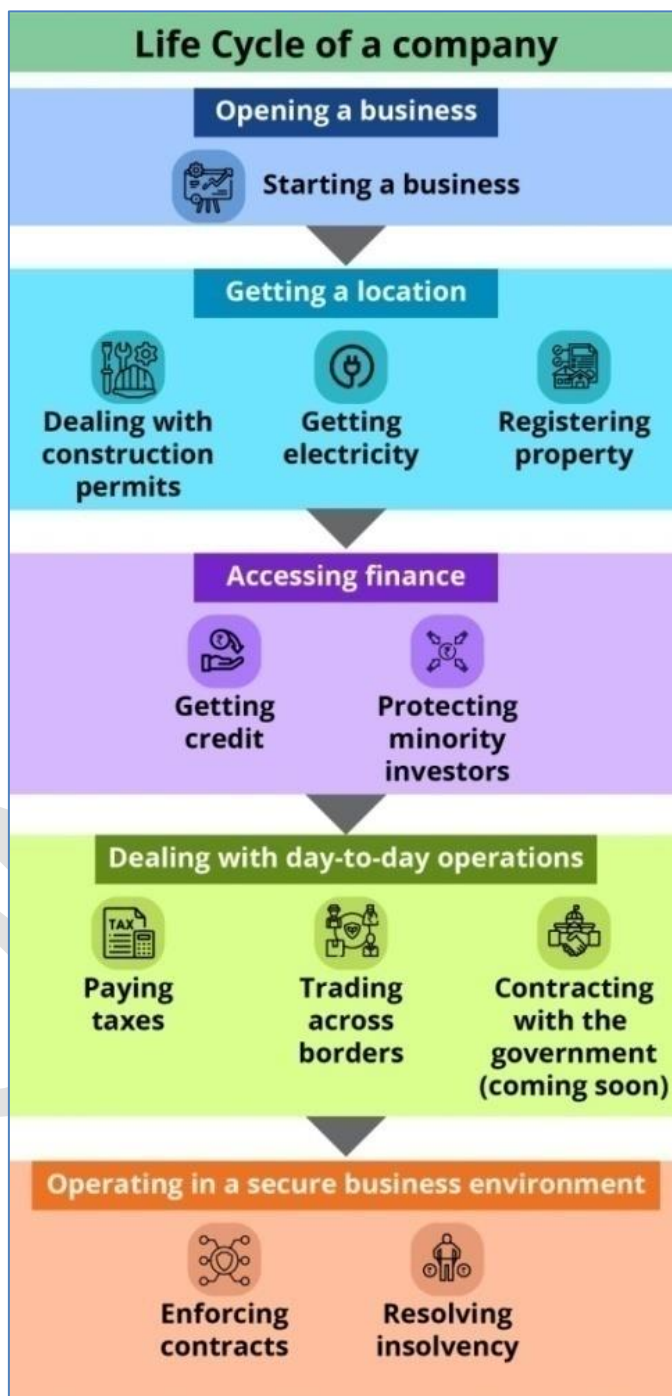 Life Cycle of a company
Opening a business
Starting a business
Getting a location
Dealing with
construction
permits
Getting
electricity
Registering
property
Accessing finance
Getting
credit
Protecting
minority
investors
Dealing with day-to-day operations
TAX
Paying
taxes
Trading
across
borders
Contracting
with the
government
(coming soon)
Operating in a secure business environment
Enforcing
contracts
Resolving
insolvency